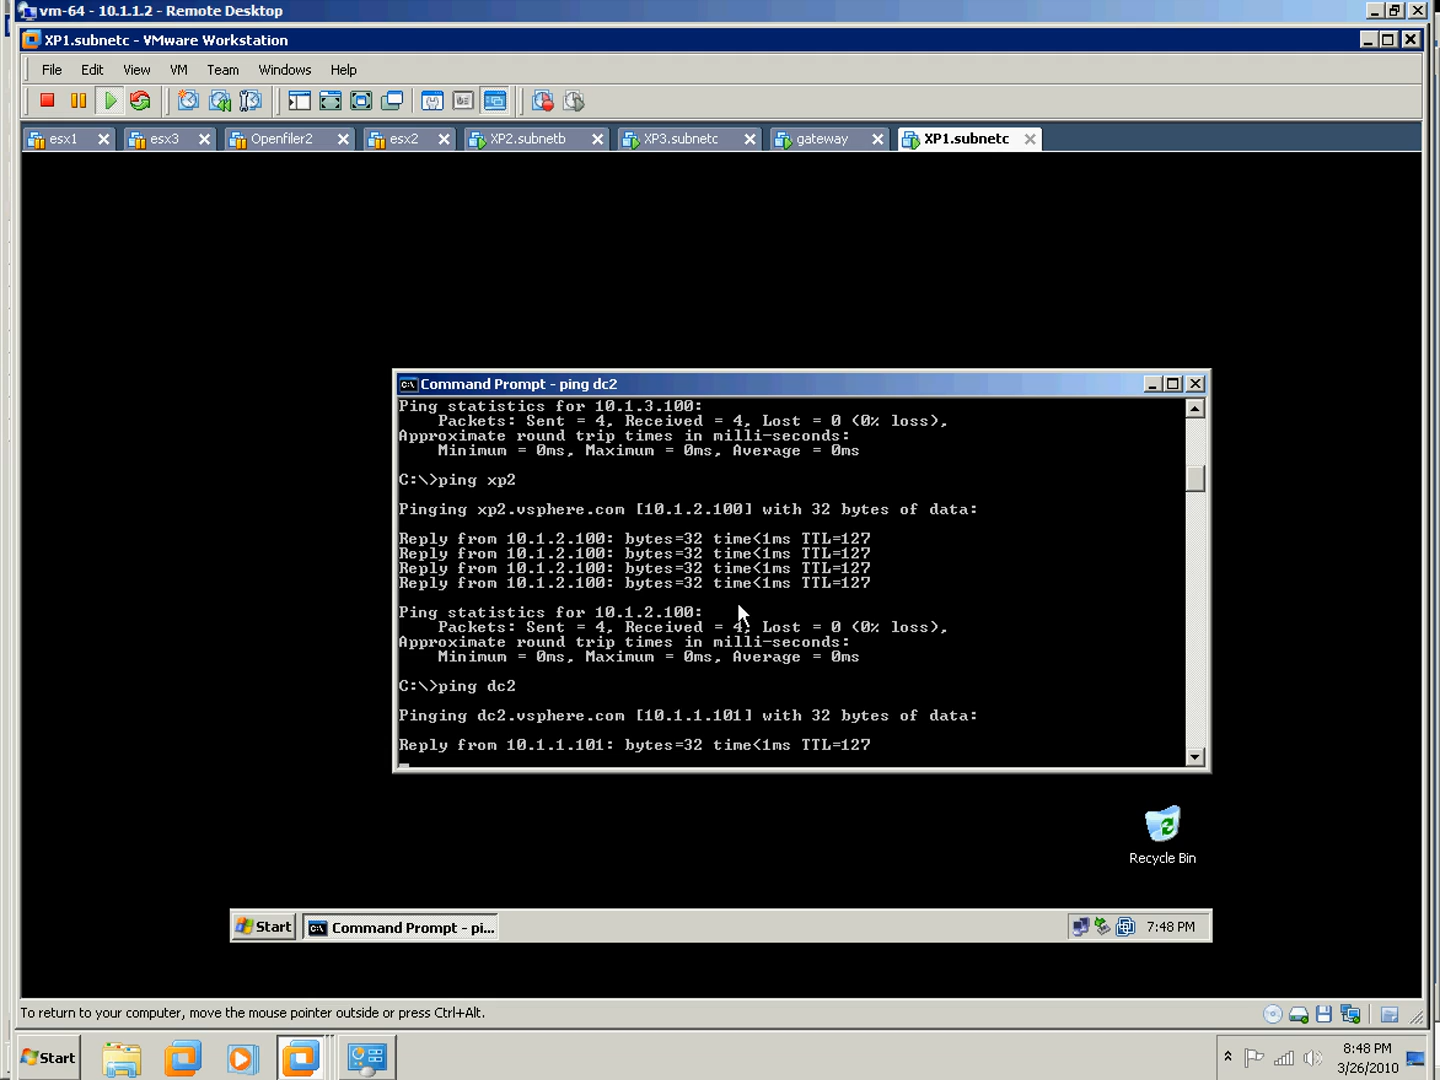 vm-64 - 10.1.1.2 - Remote Desktop
XP1.subnetc - VMware Workstation
File Edit View VM Team Windows Help
esx1 esx3 Openfiler2 esx2 XP2.subnetb XP3.subnetc gateway XP1.subnetc
Command Prompt - ping dc2
Ping statistics for 10.1.3.100:
Packets: Sent = 4, Received = 4, Lost = 0 (0% loss),
Approximate round trip times in milli-seconds:
Minimum = 0ms, Maximum = 0ms, Average = 0ms
C:\>ping xp2
Pinging xp2.vsphere.com [10.1.2.100] with 32 bytes of data:
Reply from 10.1.2.100: bytes=32 time<1ms TTL=127
Reply from 10.1.2.100: bytes=32 time<1ms TTL=127
Reply from 10.1.2.100: bytes=32 time<1ms TTL=127
Reply from 10.1.2.100: bytes=32 time<1ms TTL=127
Ping statistics for 10.1.2.100:
Packets: Sent = 4, Received = 4, Lost = 0 (0% loss),
Approximate round trip times in milli-seconds:
Minimum = 0ms, Maximum = 0ms, Average = 0ms
C:\>ping dc2
Pinging dc2.vsphere.com [10.1.1.101] with 32 bytes of data:
Reply from 10.1.1.101: bytes=32 time<1ms TTL=127
Recycle Bin
Start Command Prompt - pi... 7:48 PM
To return to your computer, move the mouse pointer outside or press Ctrl+Alt.
Start 8:48 PM
3/26/2010